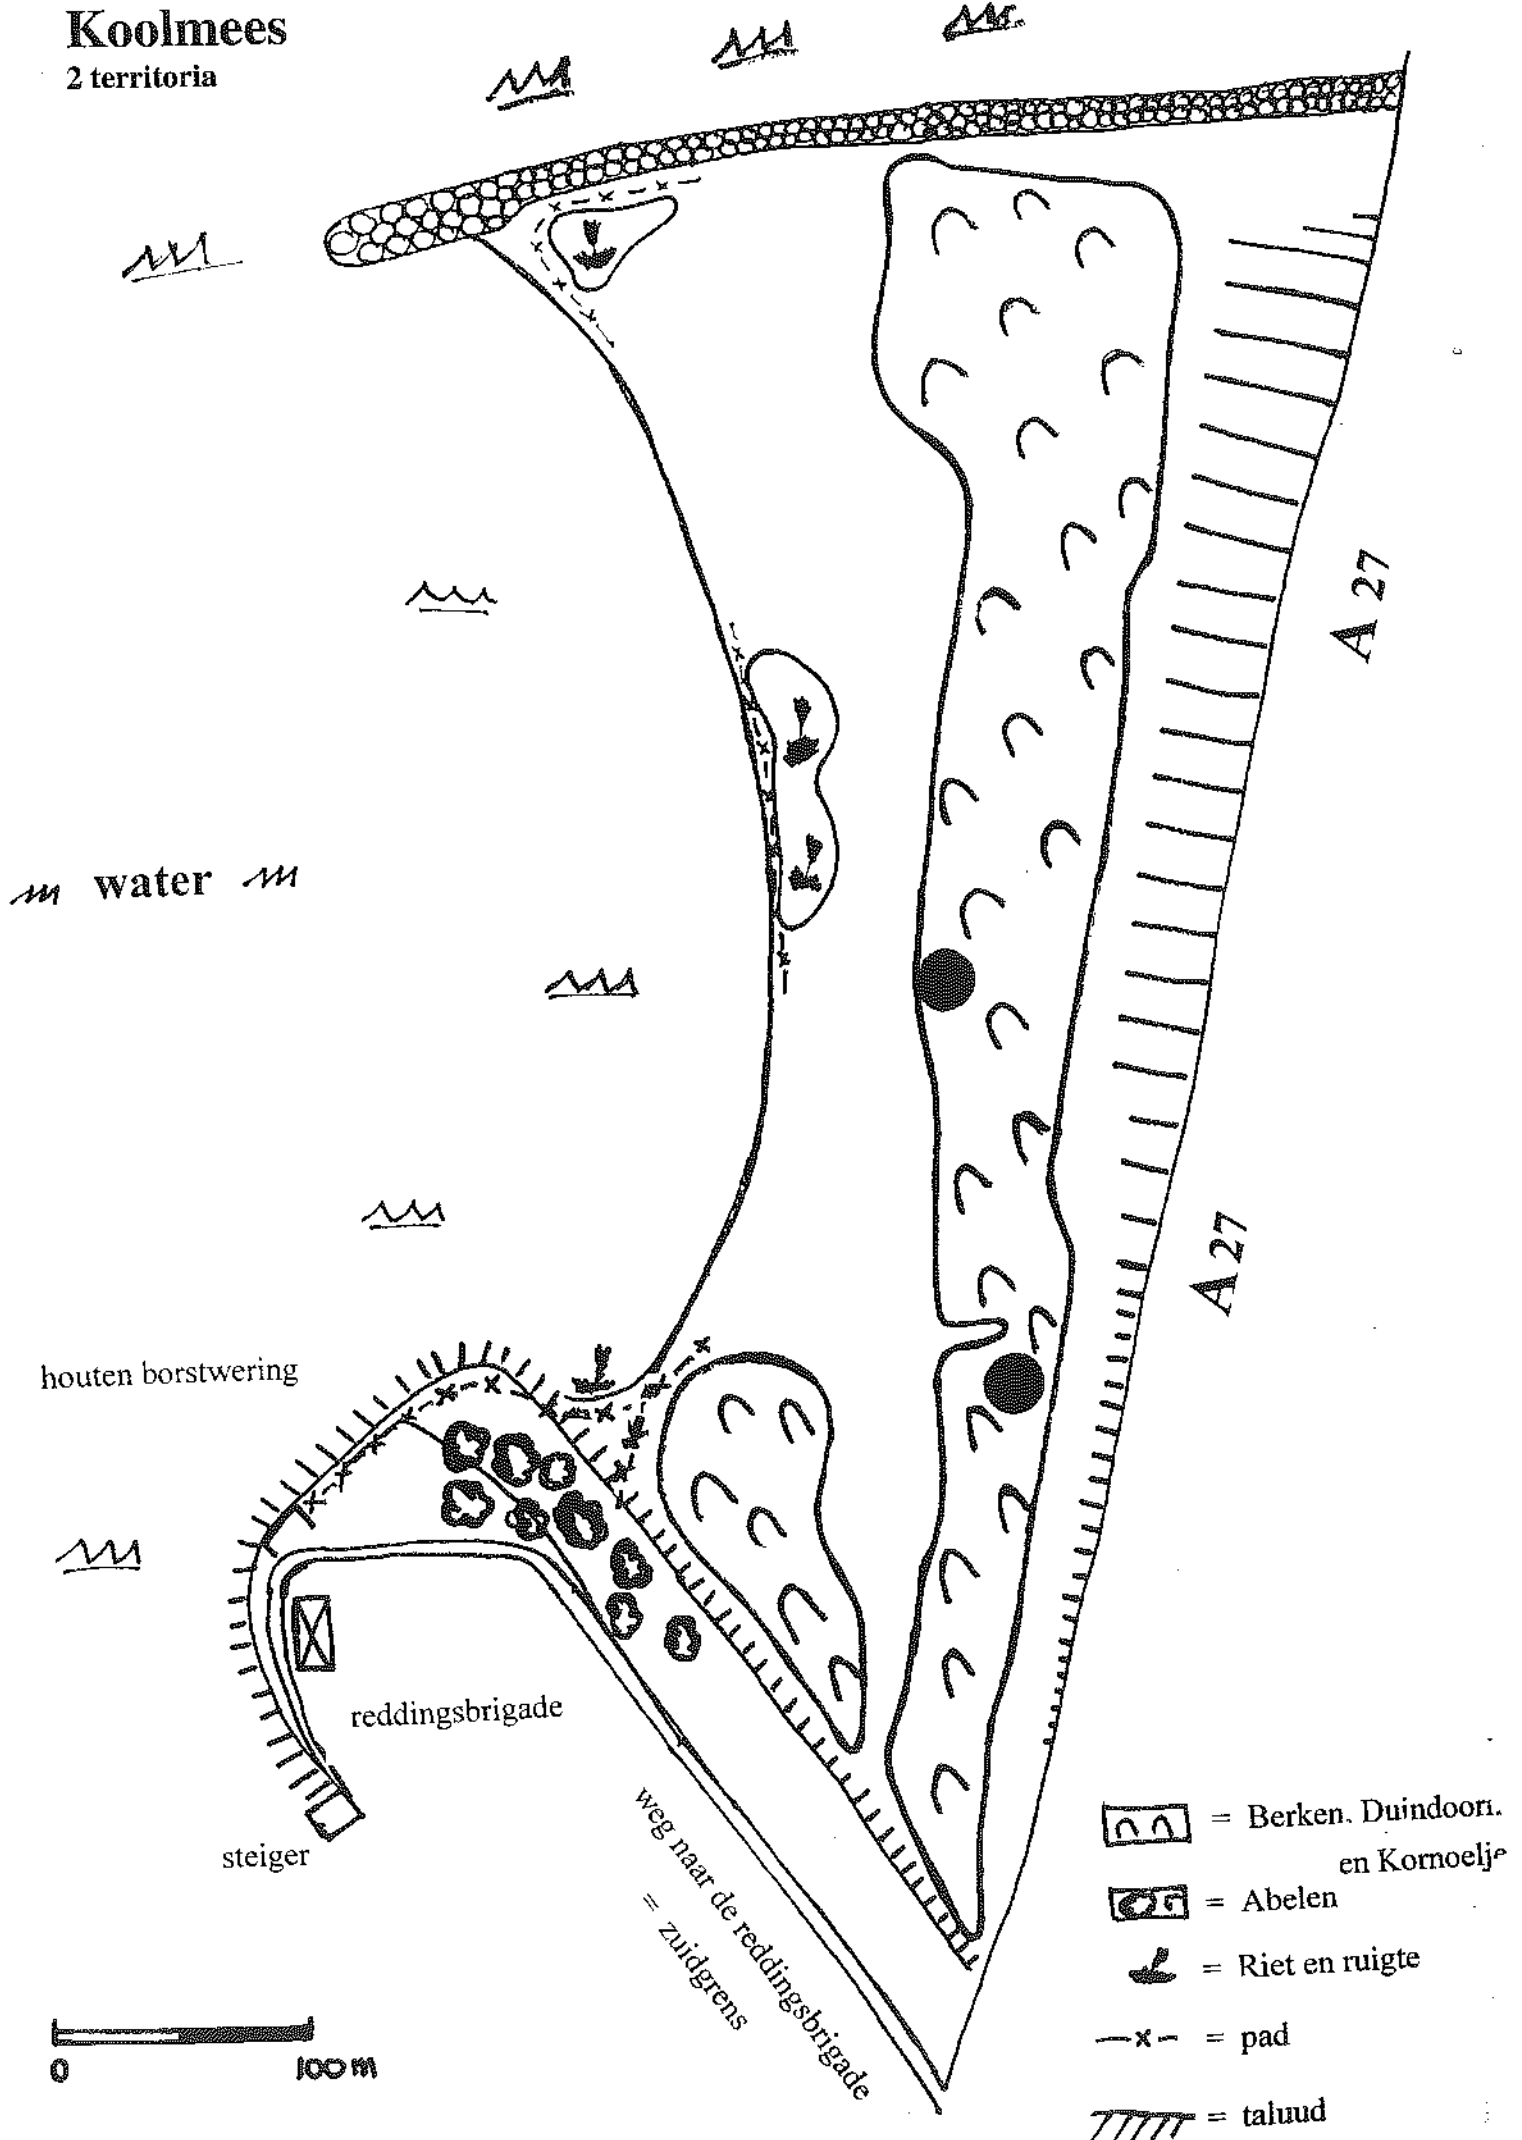 Koolmees
2 territoria
A 27
water
A 27
houten borstwering
reddingsbrigade
steiger
weg naar de reddingsbrigade
= zuidgrens
= Berken. Duindoorn.
en Kornoelje
= Abelen
= Riet en ruigte
-x- = pad
= taluud
0 100 m